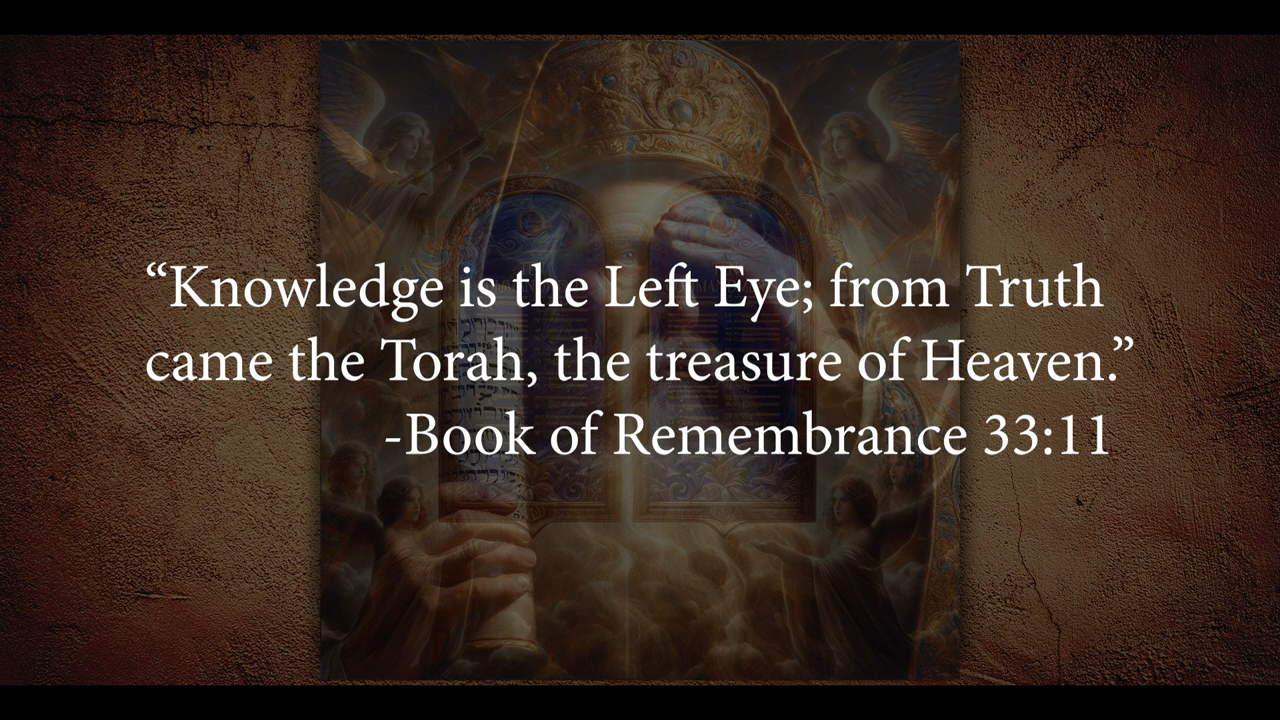 “Knowledge is the Left Eye; from Truth
came the Torah, the treasure of Heaven.”
-Book of Remembrance 33:11